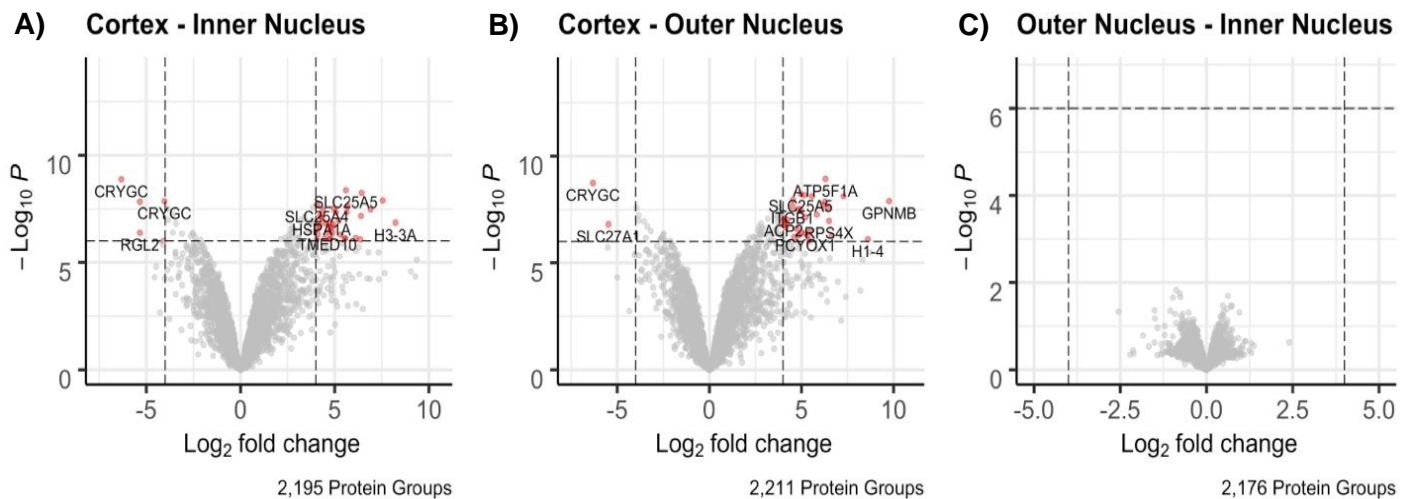 A) Cortex - Inner Nucleus
10
5
0
-5
0
5
10
CRYGC
CRYGC
RGL2
SLC25A5
SLC25A4
HSPA1A
H3-3A
TMED10
− Log10 P
Log2 fold change
2,195 Protein Groups
B) Cortex - Outer Nucleus
10
5
0
-5
0
5
10
CRYGC
SLC27A1
ATP5F1A
SLC25A5
GPNMB
ITGB1
ACP2
RPS4X
PCYOX1
H1-4
− Log10 P
Log2 fold change
2,211 Protein Groups
C) Outer Nucleus - Inner Nucleus
6
4
2
0
-5.0
-2.5
0.0
2.5
5.0
− Log10 P
Log2 fold change
2,176 Protein Groups